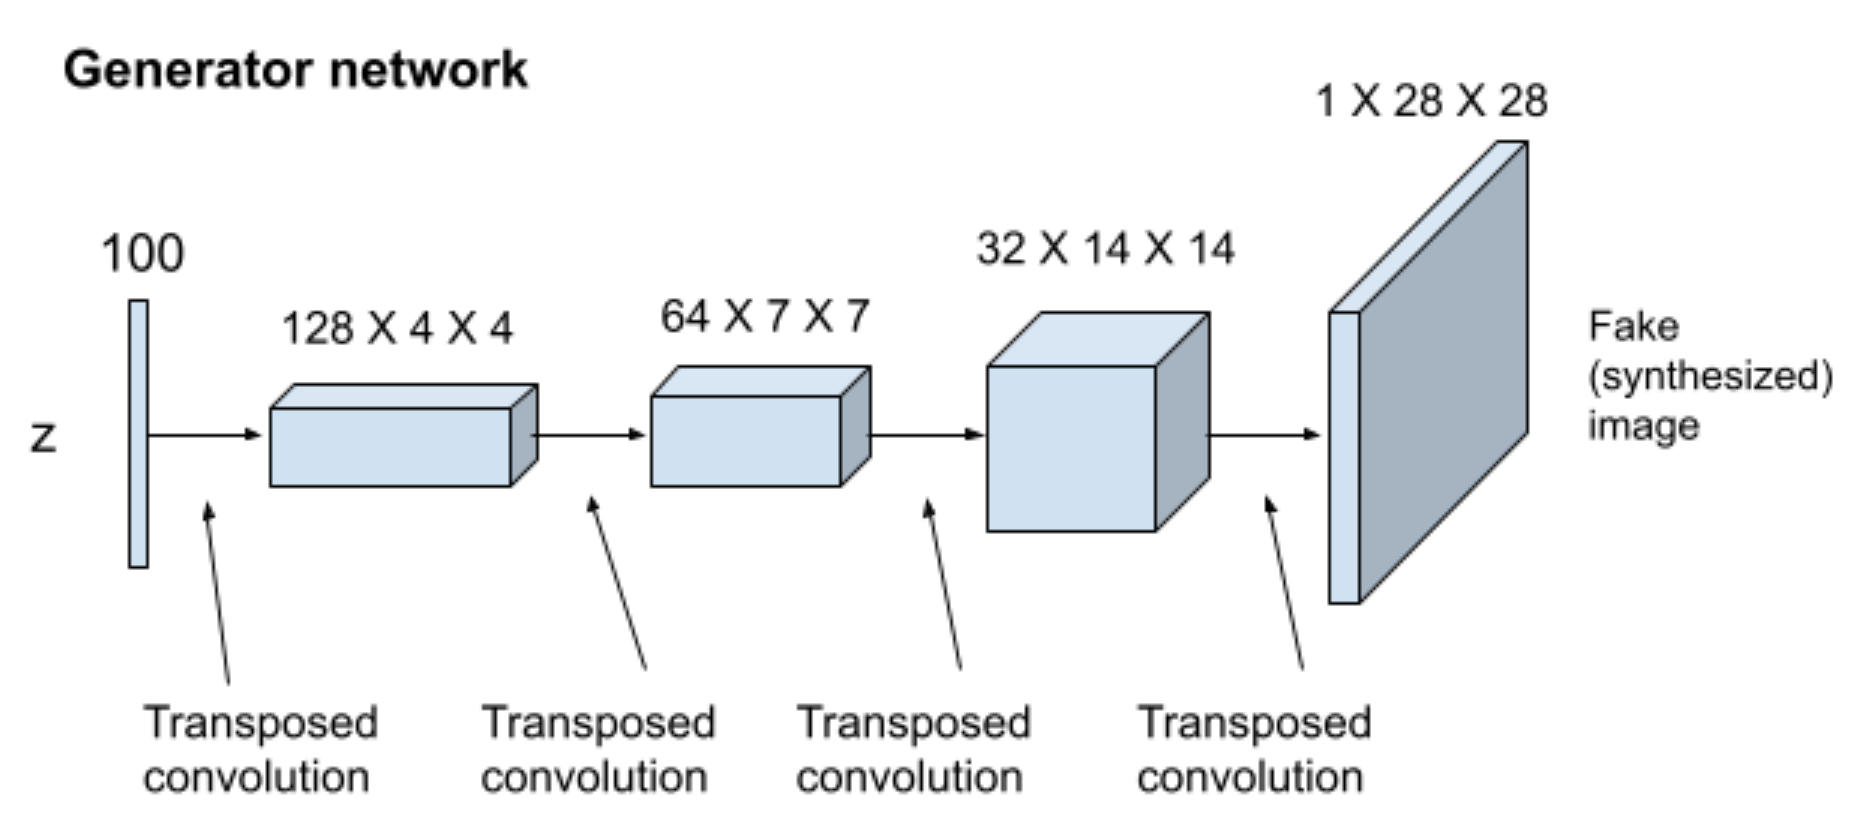 Generator network
1 X 28 X 28
100
32 X 14 X 14
128 X 4 X 4
64 X 7 X 7
z
Fake
(synthesized)
image
Transposed
convolution
Transposed
convolution
Transposed
convolution
Transposed
convolution